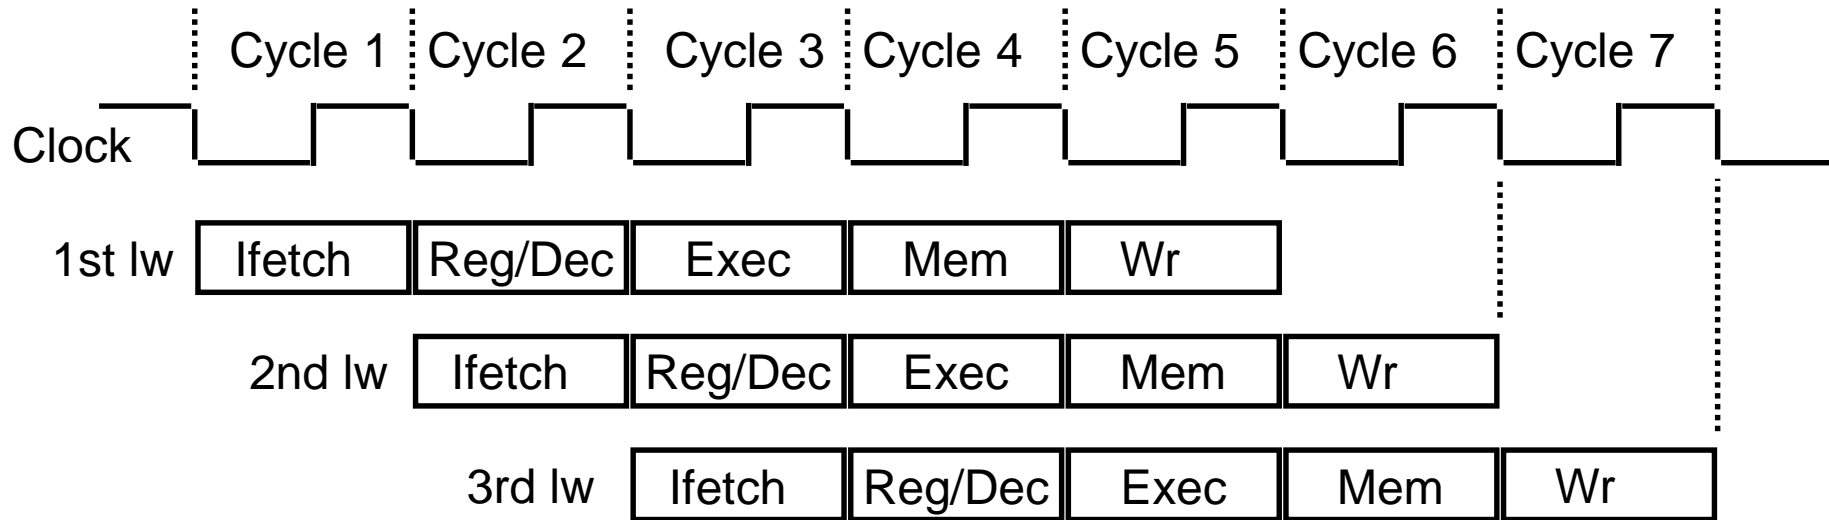 Cycle 1 Cycle 2 Cycle 3 Cycle 4 Cycle 5 Cycle 6 Cycle 7
Clock
1st lw Ifetch Reg/Dec Exec Mem Wr
2nd lw Ifetch Reg/Dec Exec Mem Wr
3rd lw Ifetch Reg/Dec Exec Mem Wr